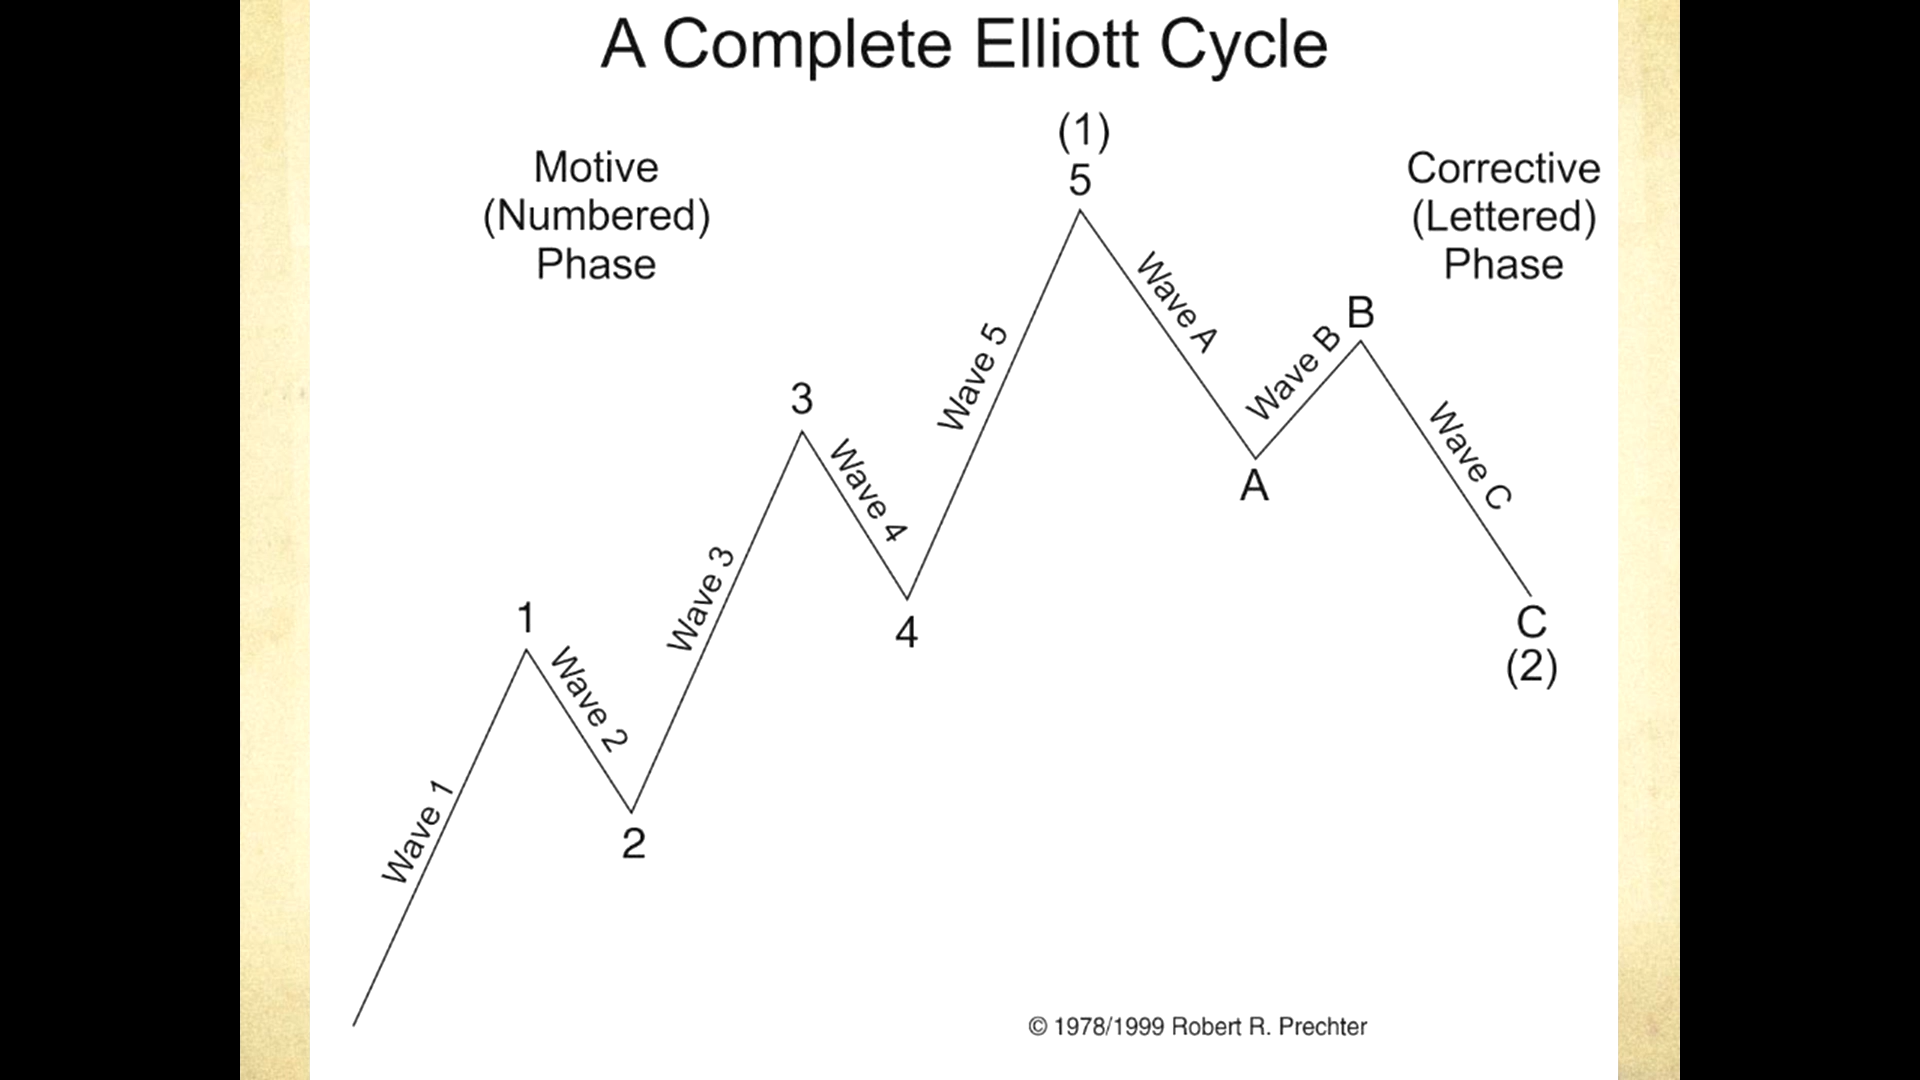 A Complete Elliott Cycle
Motive
(Numbered)
Phase
(1)
5
Corrective
(Lettered)
Phase
Wave 1
1
Wave 2
2
Wave 3
3
Wave 4
4
Wave 5
Wave A
A
Wave B
B
Wave C
C
(2)
© 1978/1999 Robert R. Prechter